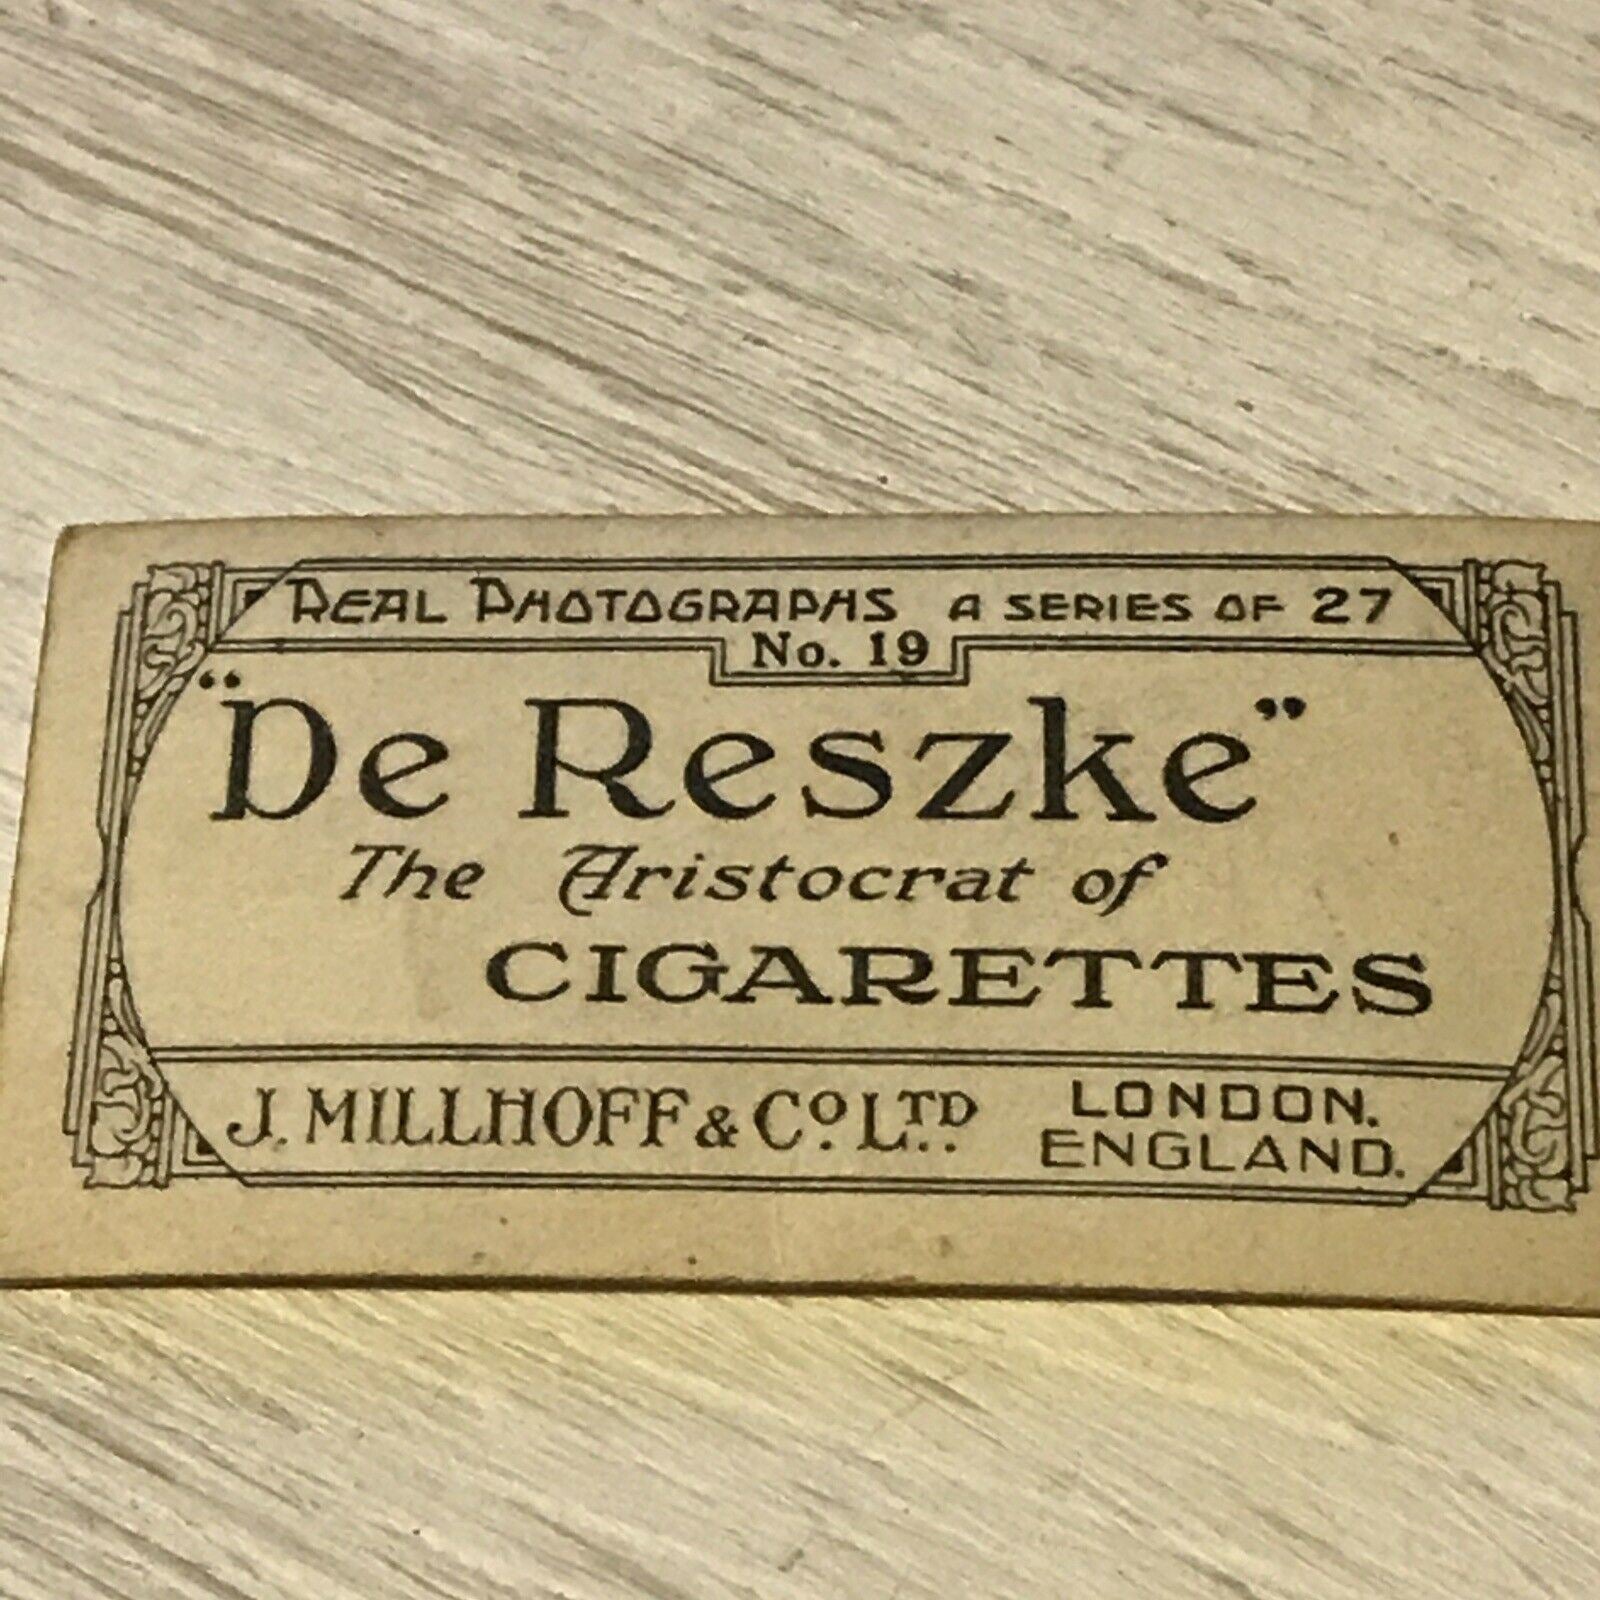 REAL PHOTOGRAPHS A SERIES OF 27
No. 19
"De Reszke"
The Aristocrat of
CIGARETTES
J. MILLHOFF & Co. LTD. LONDON.
ENGLAND.